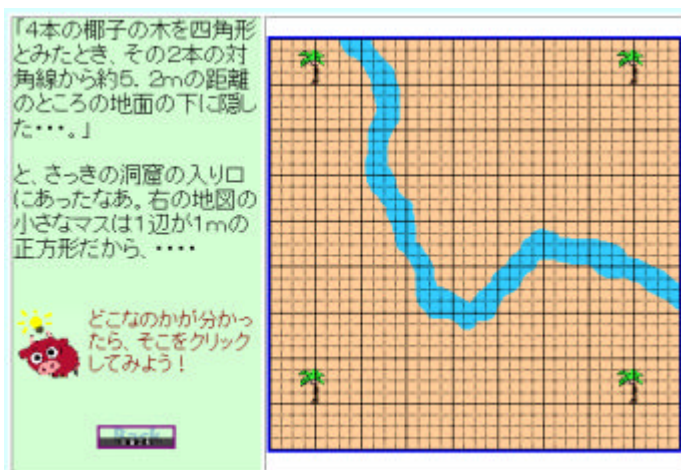 「4本の椰子の木を四角形
とみたとき、その2本の対
角線から約5．2mの距離
のところの地面の下に隠し
た・・・。」
と、さっきの洞窟の入り口
にあったなあ。右の地図の
小さなマスは1辺が1mの
正方形だから、・・・・
どこなのかが分かっ
たら、そこをクリック
してみよう！
Back